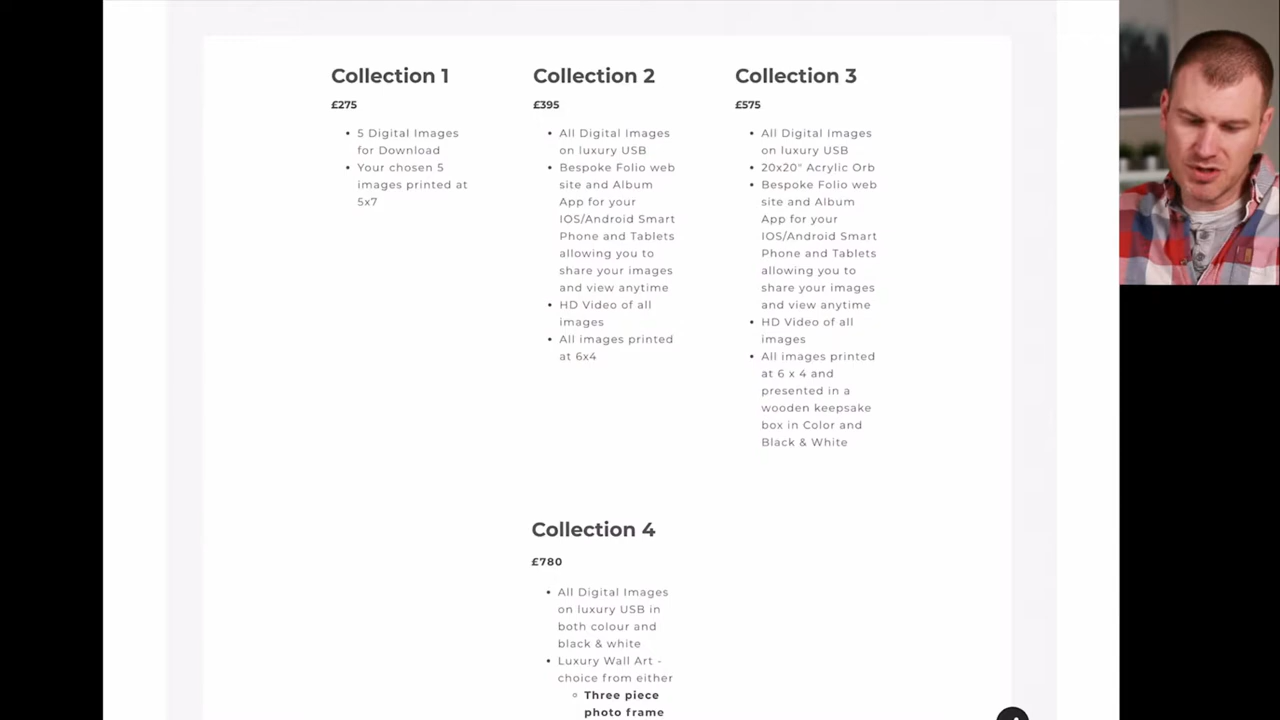 Collection 1
£275
5 Digital Images
for Download
Your chosen 5
images printed at
5x7
Collection 2
£395
All Digital Images
on luxury USB
Bespoke Folio web
site and Album
App for your
IOS/Android Smart
Phone and Tablets
allowing you to
share your images
and view anytime
HD Video of all
images
All images printed
at 6x4
Collection 3
£575
All Digital Images
on luxury USB
20x20" Acrylic Orb
Bespoke Folio web
site and Album
App for your
IOS/Android Smart
Phone and Tablets
allowing you to
share your images
and view anytime
HD Video of all
images
All images printed
at 6 x 4 and
presented in a
wooden keepsake
box in Color and
Black & White
Collection 4
£780
All Digital Images
on luxury USB in
both colour and
black & white
Luxury Wall Art -
choice from either
Three piece
photo frame